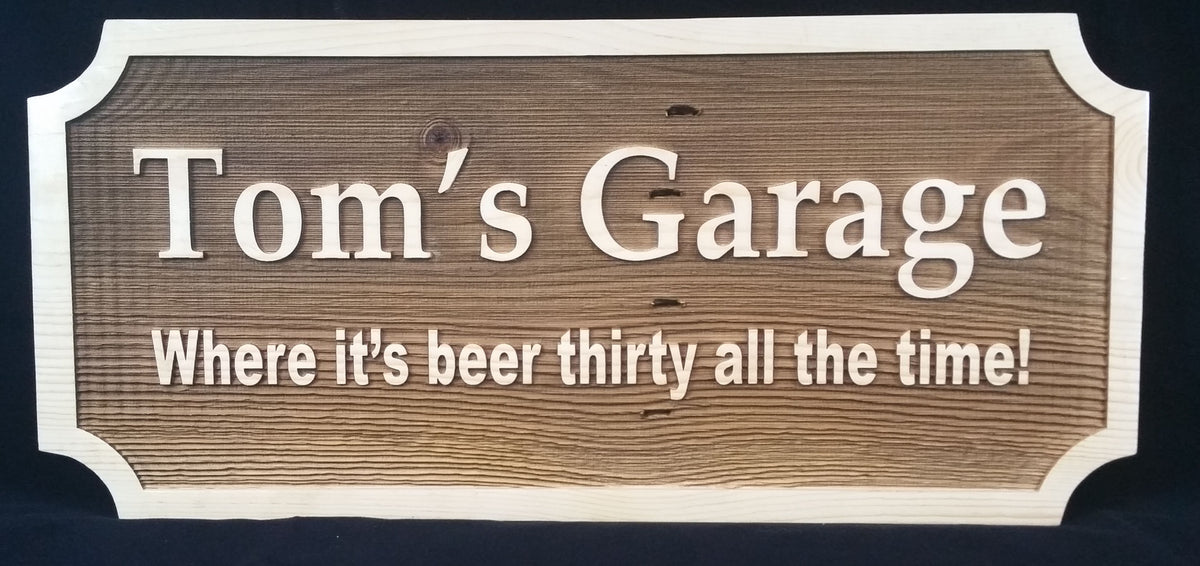 Tom's Garage
Where it's beer thirty all the time!